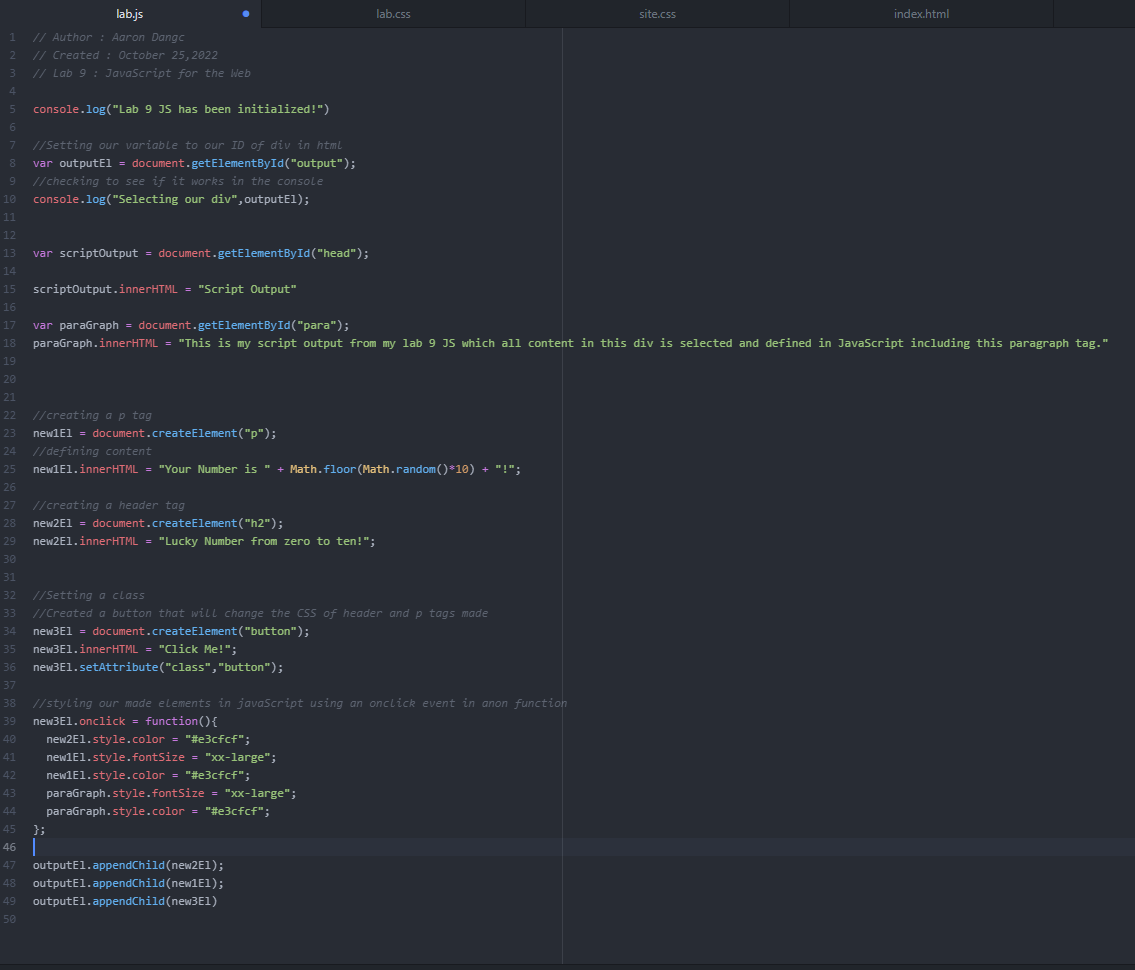 lab.js
lab.css
site.css
index.html
1 // Author : Aaron Dangc
2 // Created : October 25,2022
3 // Lab 9 : JavaScript for the Web
4
5 console.log("Lab 9 JS has been initialized!")
6
7 //Setting our variable to our ID of div in html
8 var outputEl = document.getElementById("output");
9 //checking to see if it works in the console
10 console.log("Selecting our div",outputEl);
11
12
13 var scriptOutput = document.getElementById("head");
14
15 scriptOutput.innerHTML = "Script Output"
16
17 var paraGraph = document.getElementById("para");
18 paraGraph.innerHTML = "This is my script output from my lab 9 JS which all content in this div is selected and defined in JavaScript including this paragraph tag."
19
20
21
22 //creating a p tag
23 new1El = document.createElement("p");
24 //defining content
25 new1El.innerHTML = "Your Number is " + Math.floor(Math.random()*10) + "!";
26
27 //creating a header tag
28 new2El = document.createElement("h2");
29 new2El.innerHTML = "Lucky Number from zero to ten!";
30
31
32 //Setting a class
33 //Created a button that will change the CSS of header and p tags made
34 new3El = document.createElement("button");
35 new3El.innerHTML = "Click Me!";
36 new3El.setAttribute("class","button");
37
38 //styling our made elements in javaScript using an onclick event in anon function
39 new3El.onclick = function(){
40 new2El.style.color = "#e3cfcf";
41 new1El.style.fontSize = "xx-large";
42 new1El.style.color = "#e3cfcf";
43 paraGraph.style.fontSize = "xx-large";
44 paraGraph.style.color = "#e3cfcf";
45 };
46
47 outputEl.appendChild(new2El);
48 outputEl.appendChild(new1El);
49 outputEl.appendChild(new3El)
50